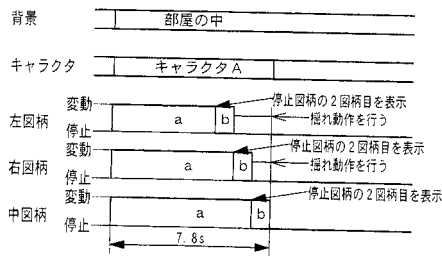 背景
部屋の中
キャラクタ
キャラクタA
変動
停止図柄の2図柄目を表示
左図柄
a
b
揺れ動作を行う
停止
変動
停止図柄の2図柄目を表示
右図柄
a
b
揺れ動作を行う
停止
変動
停止図柄の2図柄目を表示
中図柄
a
b
停止
7.8s